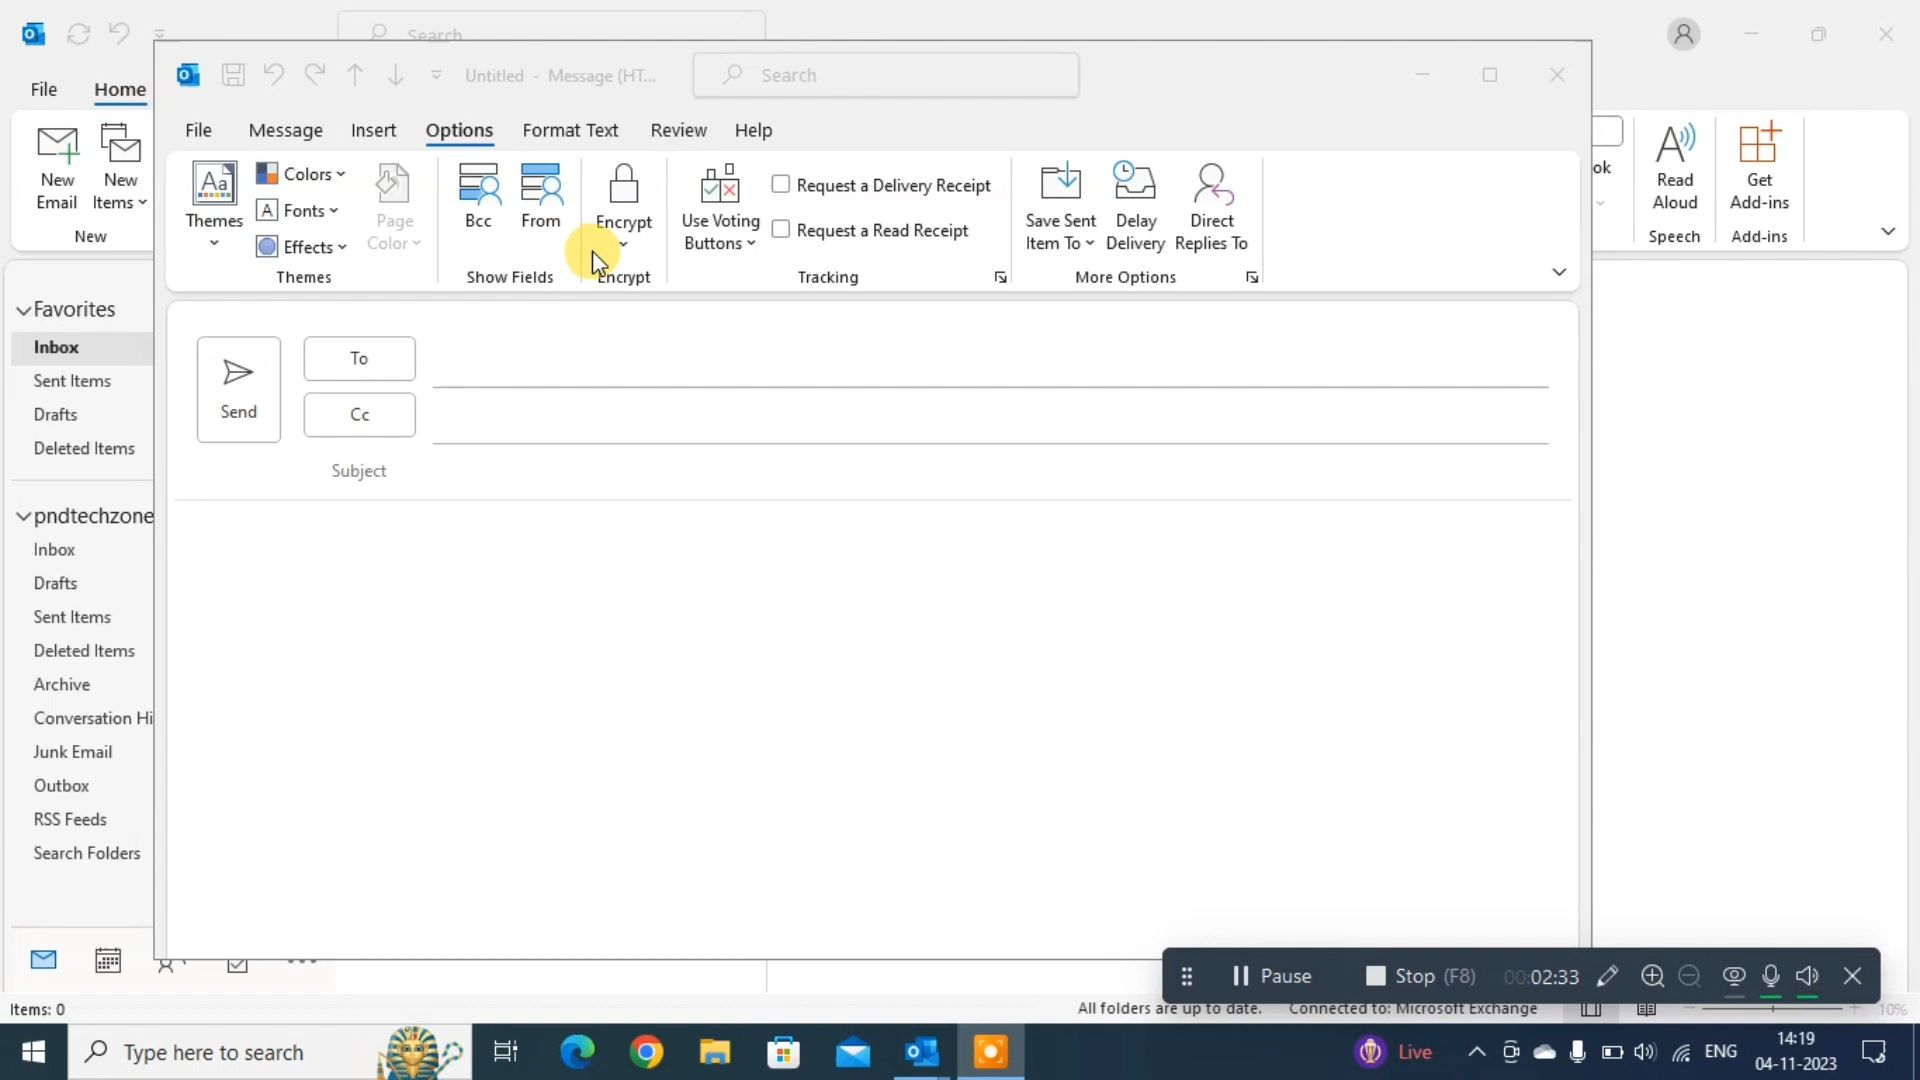 Search
File
Home
New Email
New Items
New
Untitled - Message (HT...
Search
File Message Insert Options Format Text Review Help
Themes
Colors
Fonts
Effects
Page Color
Themes
Bcc
From
Show Fields
Encrypt
Encrypt
Use Voting Buttons
Request a Delivery Receipt
Request a Read Receipt
Tracking
Save Sent Item To
Delay Delivery
Direct Replies To
More Options
ok
Read Aloud
Speech
Get Add-ins
Add-ins
Send
To
Cc
Subject
Favorites
Inbox
Sent Items
Drafts
Deleted Items
pndtechzone
Inbox
Drafts
Sent Items
Deleted Items
Archive
Conversation Hi
Junk Email
Outbox
RSS Feeds
Search Folders
Pause
Stop (F8)
00:02:33
Items: 0
All folders are up to date.
Connected to: Microsoft Exchange
10%
Type here to search
Live
ENG
14:19
04-11-2023